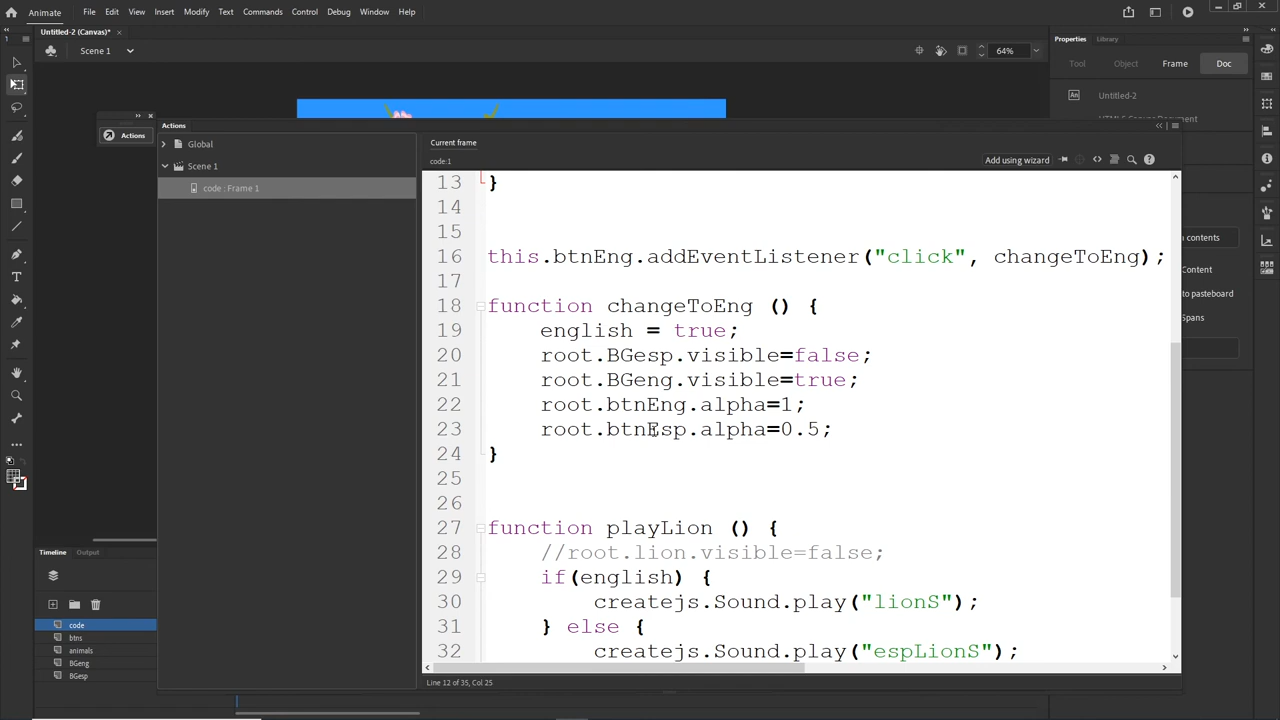 Animate File Edit View Insert Modify Text Commands Control Debug Window Help
Untitled-2 (Canvas)*
Scene 1
64%
Properties Library
Tool Object Frame Doc
Untitled-2
HTML5 Canvas Document
Actions
Actions
Global
Scene 1
code : Frame 1
Current frame
code:1
Add using wizard
13 }
14
15
16 this.btnEng.addEventListener("click", changeToEng);
17
18 function changeToEng () {
19 english = true;
20 root.BGesp.visible=false;
21 root.BGeng.visible=true;
22 root.btnEng.alpha=1;
23 root.btnEsp.alpha=0.5;
24 }
25
26
27 function playLion () {
28 //root.lion.visible=false;
29 if(english) {
30 createjs.Sound.play("lionS");
31 } else {
32 createjs.Sound.play("espLionS");
Line 12 of 35, Col 25
contents
Content
to pasteboard
Spans
Timeline Output
code
btns
animals
BGeng
BGesp